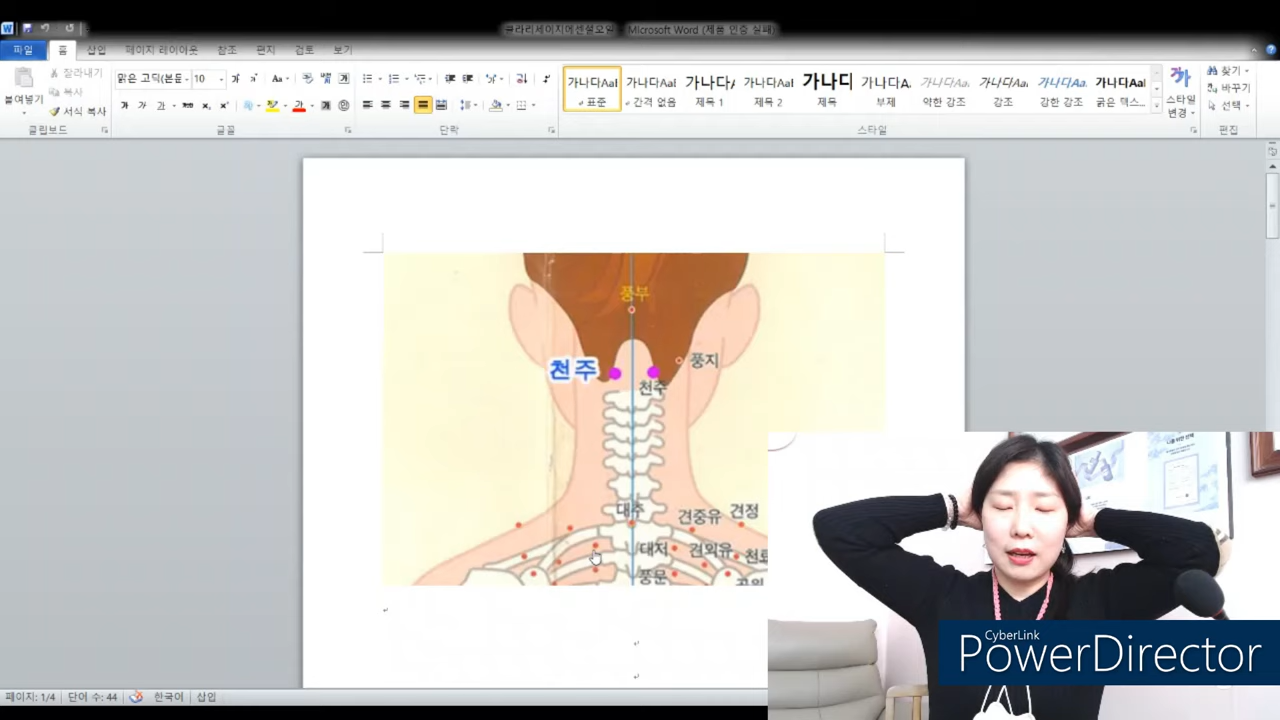 클라리세이지에센셜오일 - Microsoft Word (제품 인증 실패)
파일 홈 삽입 페이지 레이아웃 참조 편지 검토 보기
붙여넣기
잘라내기
복사
서식 복사
클립보드
맑은 고딕(본문 10
가 가 Aa
가 가 가
글꼴
단락
가나다AaI 가나다AaI 가나다A 가나다AaI 가나다 가나다A. 가나다Aa. 가나다Aa. 가나다Aa. 가나다AaI
표준 간격 없음 제목 1 제목 2 제목 부제 약한 강조 강조 강한 강조 굵은 텍스...
스타일
스타일 변경
찾기
바꾸기
선택
편집
풍부
천주
풍지
천주
대추 견중유 견정
대저 견외유 천료
풍문
CyberLink
PowerDirector
페이지: 1/4 단어 수: 44 한국어 삽입